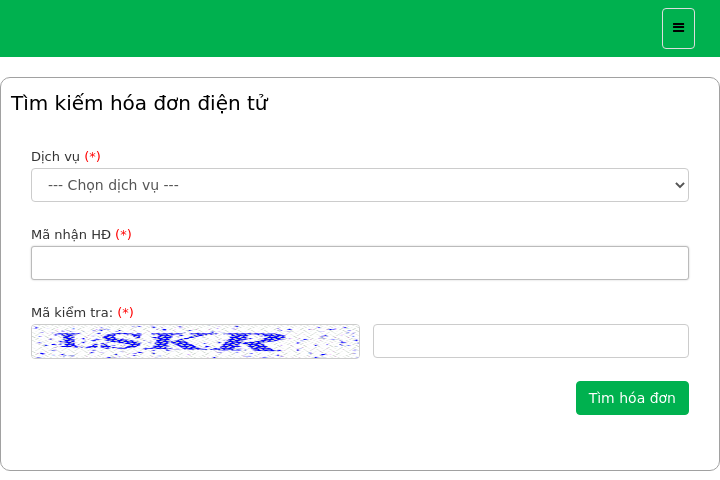 Tìm kiếm hóa đơn điện tử
Dịch vụ (*)
--- Chọn dịch vụ ---
Mã nhận HĐ (*)
Mã kiểm tra: (*)
ISKR
Tìm hóa đơn